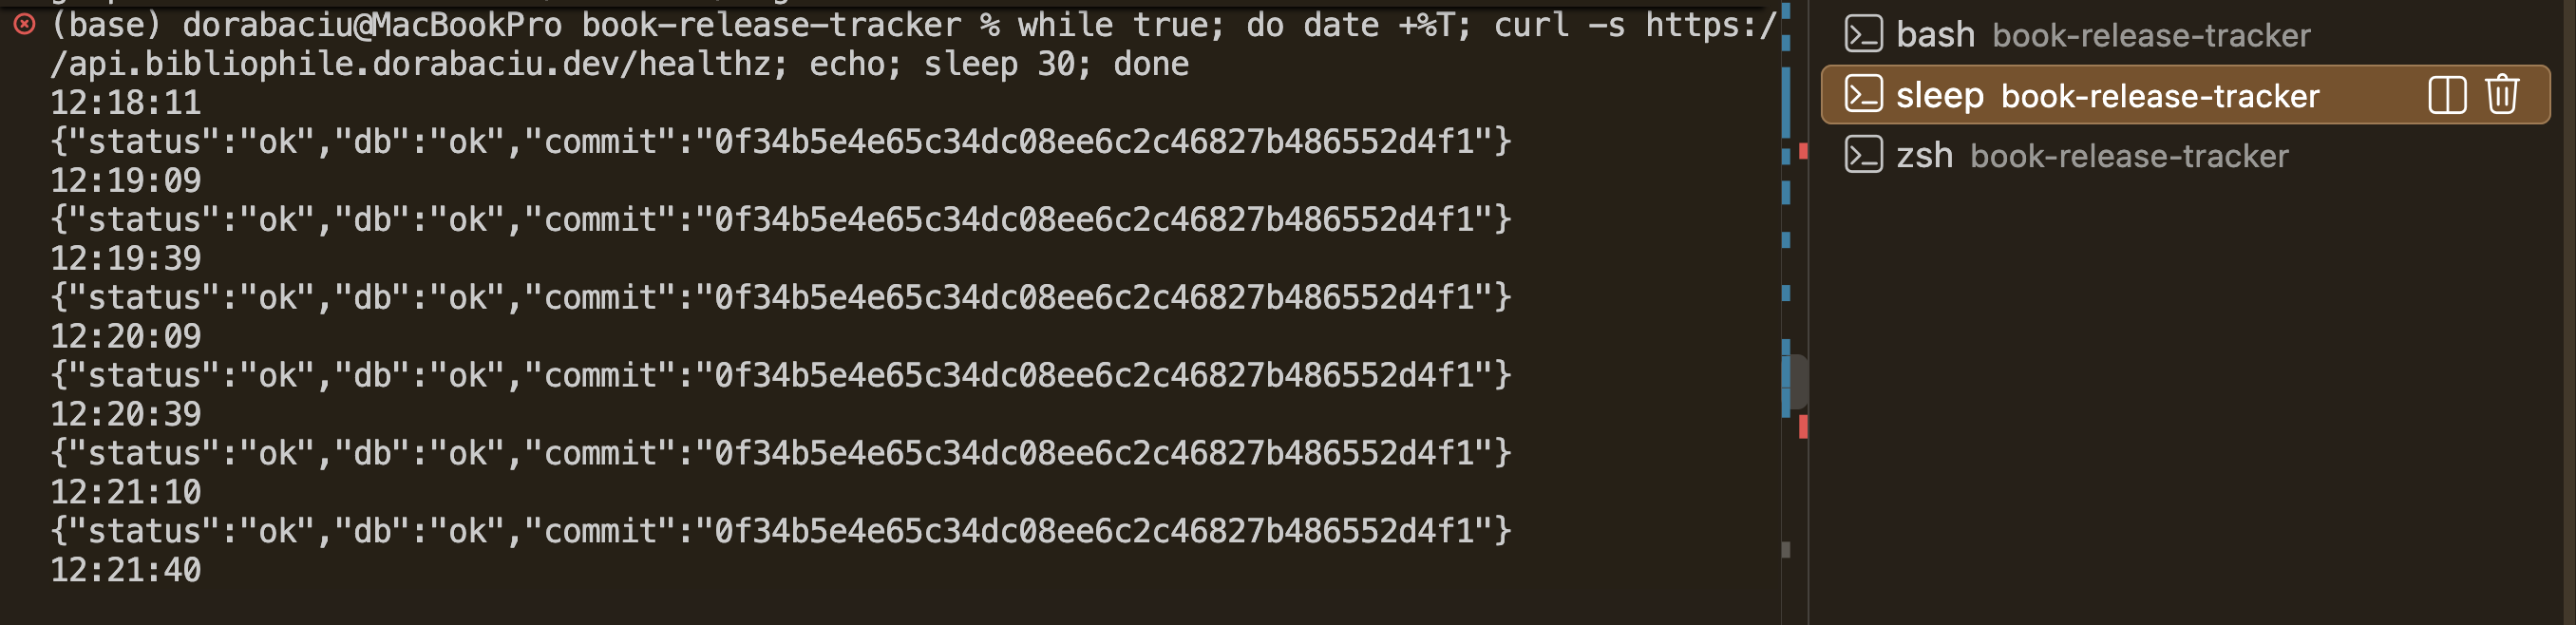 (base) dorabaciu@MacBookPro book-release-tracker % while true; do date +%T; curl -s https:/
/api.bibliophile.dorabaciu.dev/healthz; echo; sleep 30; done
12:18:11
{"status":"ok","db":"ok","commit":"0f34b5e4e65c34dc08ee6c2c46827b486552d4f1"}
12:19:09
{"status":"ok","db":"ok","commit":"0f34b5e4e65c34dc08ee6c2c46827b486552d4f1"}
12:19:39
{"status":"ok","db":"ok","commit":"0f34b5e4e65c34dc08ee6c2c46827b486552d4f1"}
12:20:09
{"status":"ok","db":"ok","commit":"0f34b5e4e65c34dc08ee6c2c46827b486552d4f1"}
12:20:39
{"status":"ok","db":"ok","commit":"0f34b5e4e65c34dc08ee6c2c46827b486552d4f1"}
12:21:10
{"status":"ok","db":"ok","commit":"0f34b5e4e65c34dc08ee6c2c46827b486552d4f1"}
12:21:40
bash book-release-tracker
sleep book-release-tracker
zsh book-release-tracker